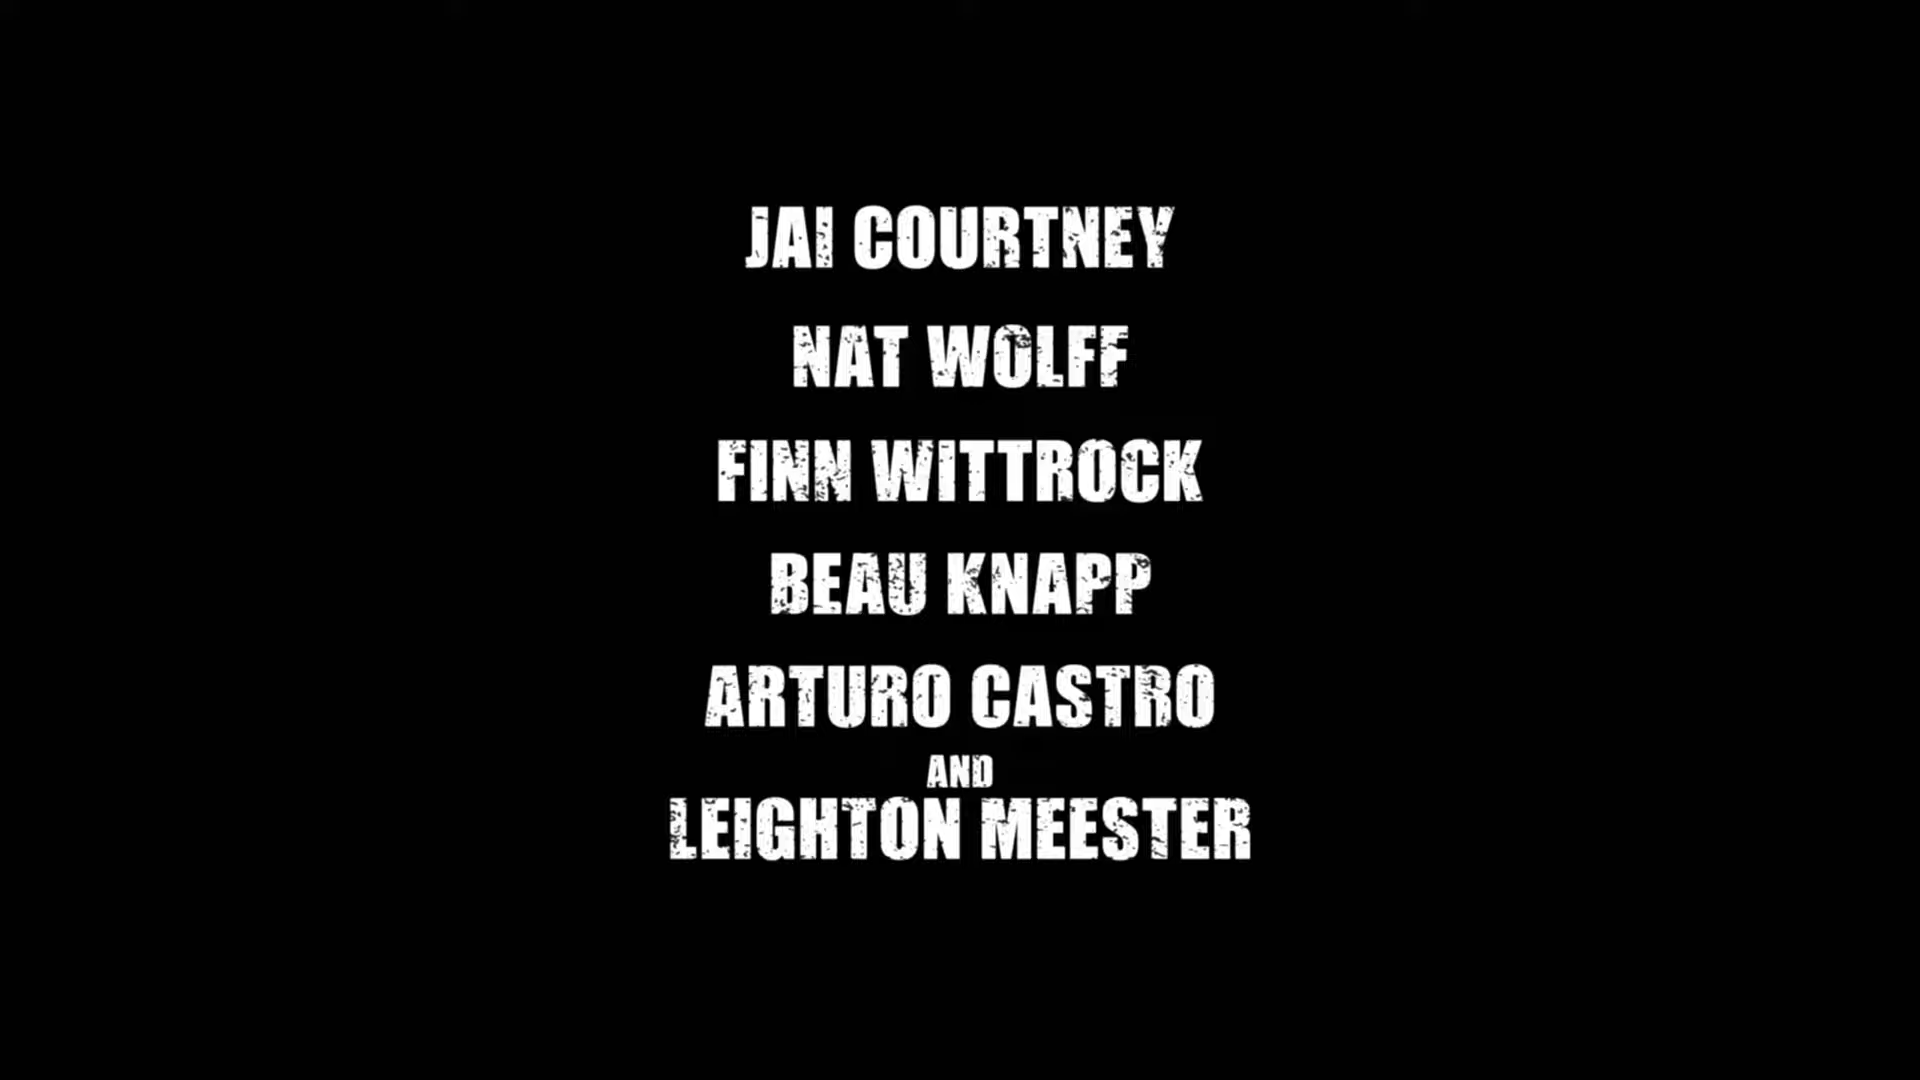 JAI COURTNEY
NAT WOLFF
FINN WITTROCK
BEAU KNAPP
ARTURO CASTRO
AND
LEIGHTON MEESTER